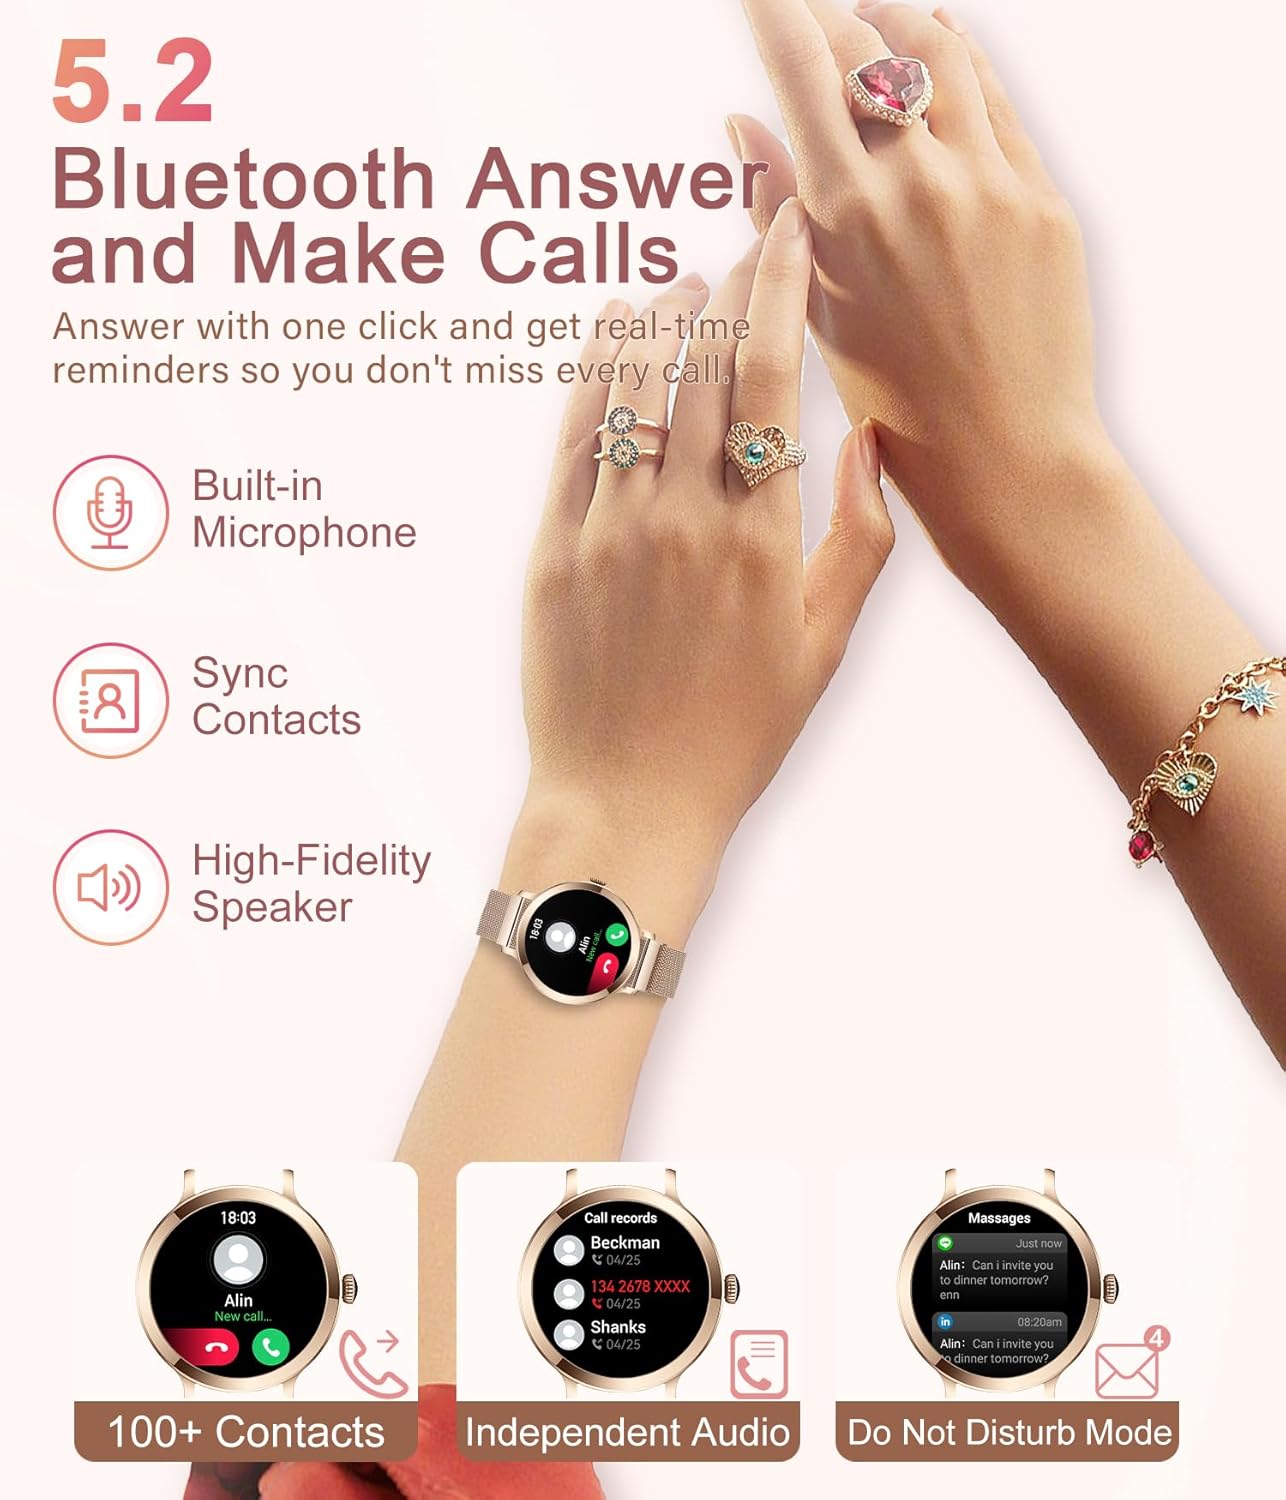 5.2
Bluetooth Answer
and Make Calls
Answer with one click and get real-time
reminders so you don't miss every call.
Built-in
Microphone
Sync
Contacts
High-Fidelity
Speaker
18:03
Alin
New call...
18:03
Alin
New call...
100+ Contacts
Call records
Beckman
04/25
134 2678 XXXX
04/25
Shanks
04/25
Independent Audio
Massages
Just now
Alin: Can i invite you
to dinner tomorrow?
enn
in
08:20am
Alin: Can i invite you
to dinner tomorrow?
4
Do Not Disturb Mode